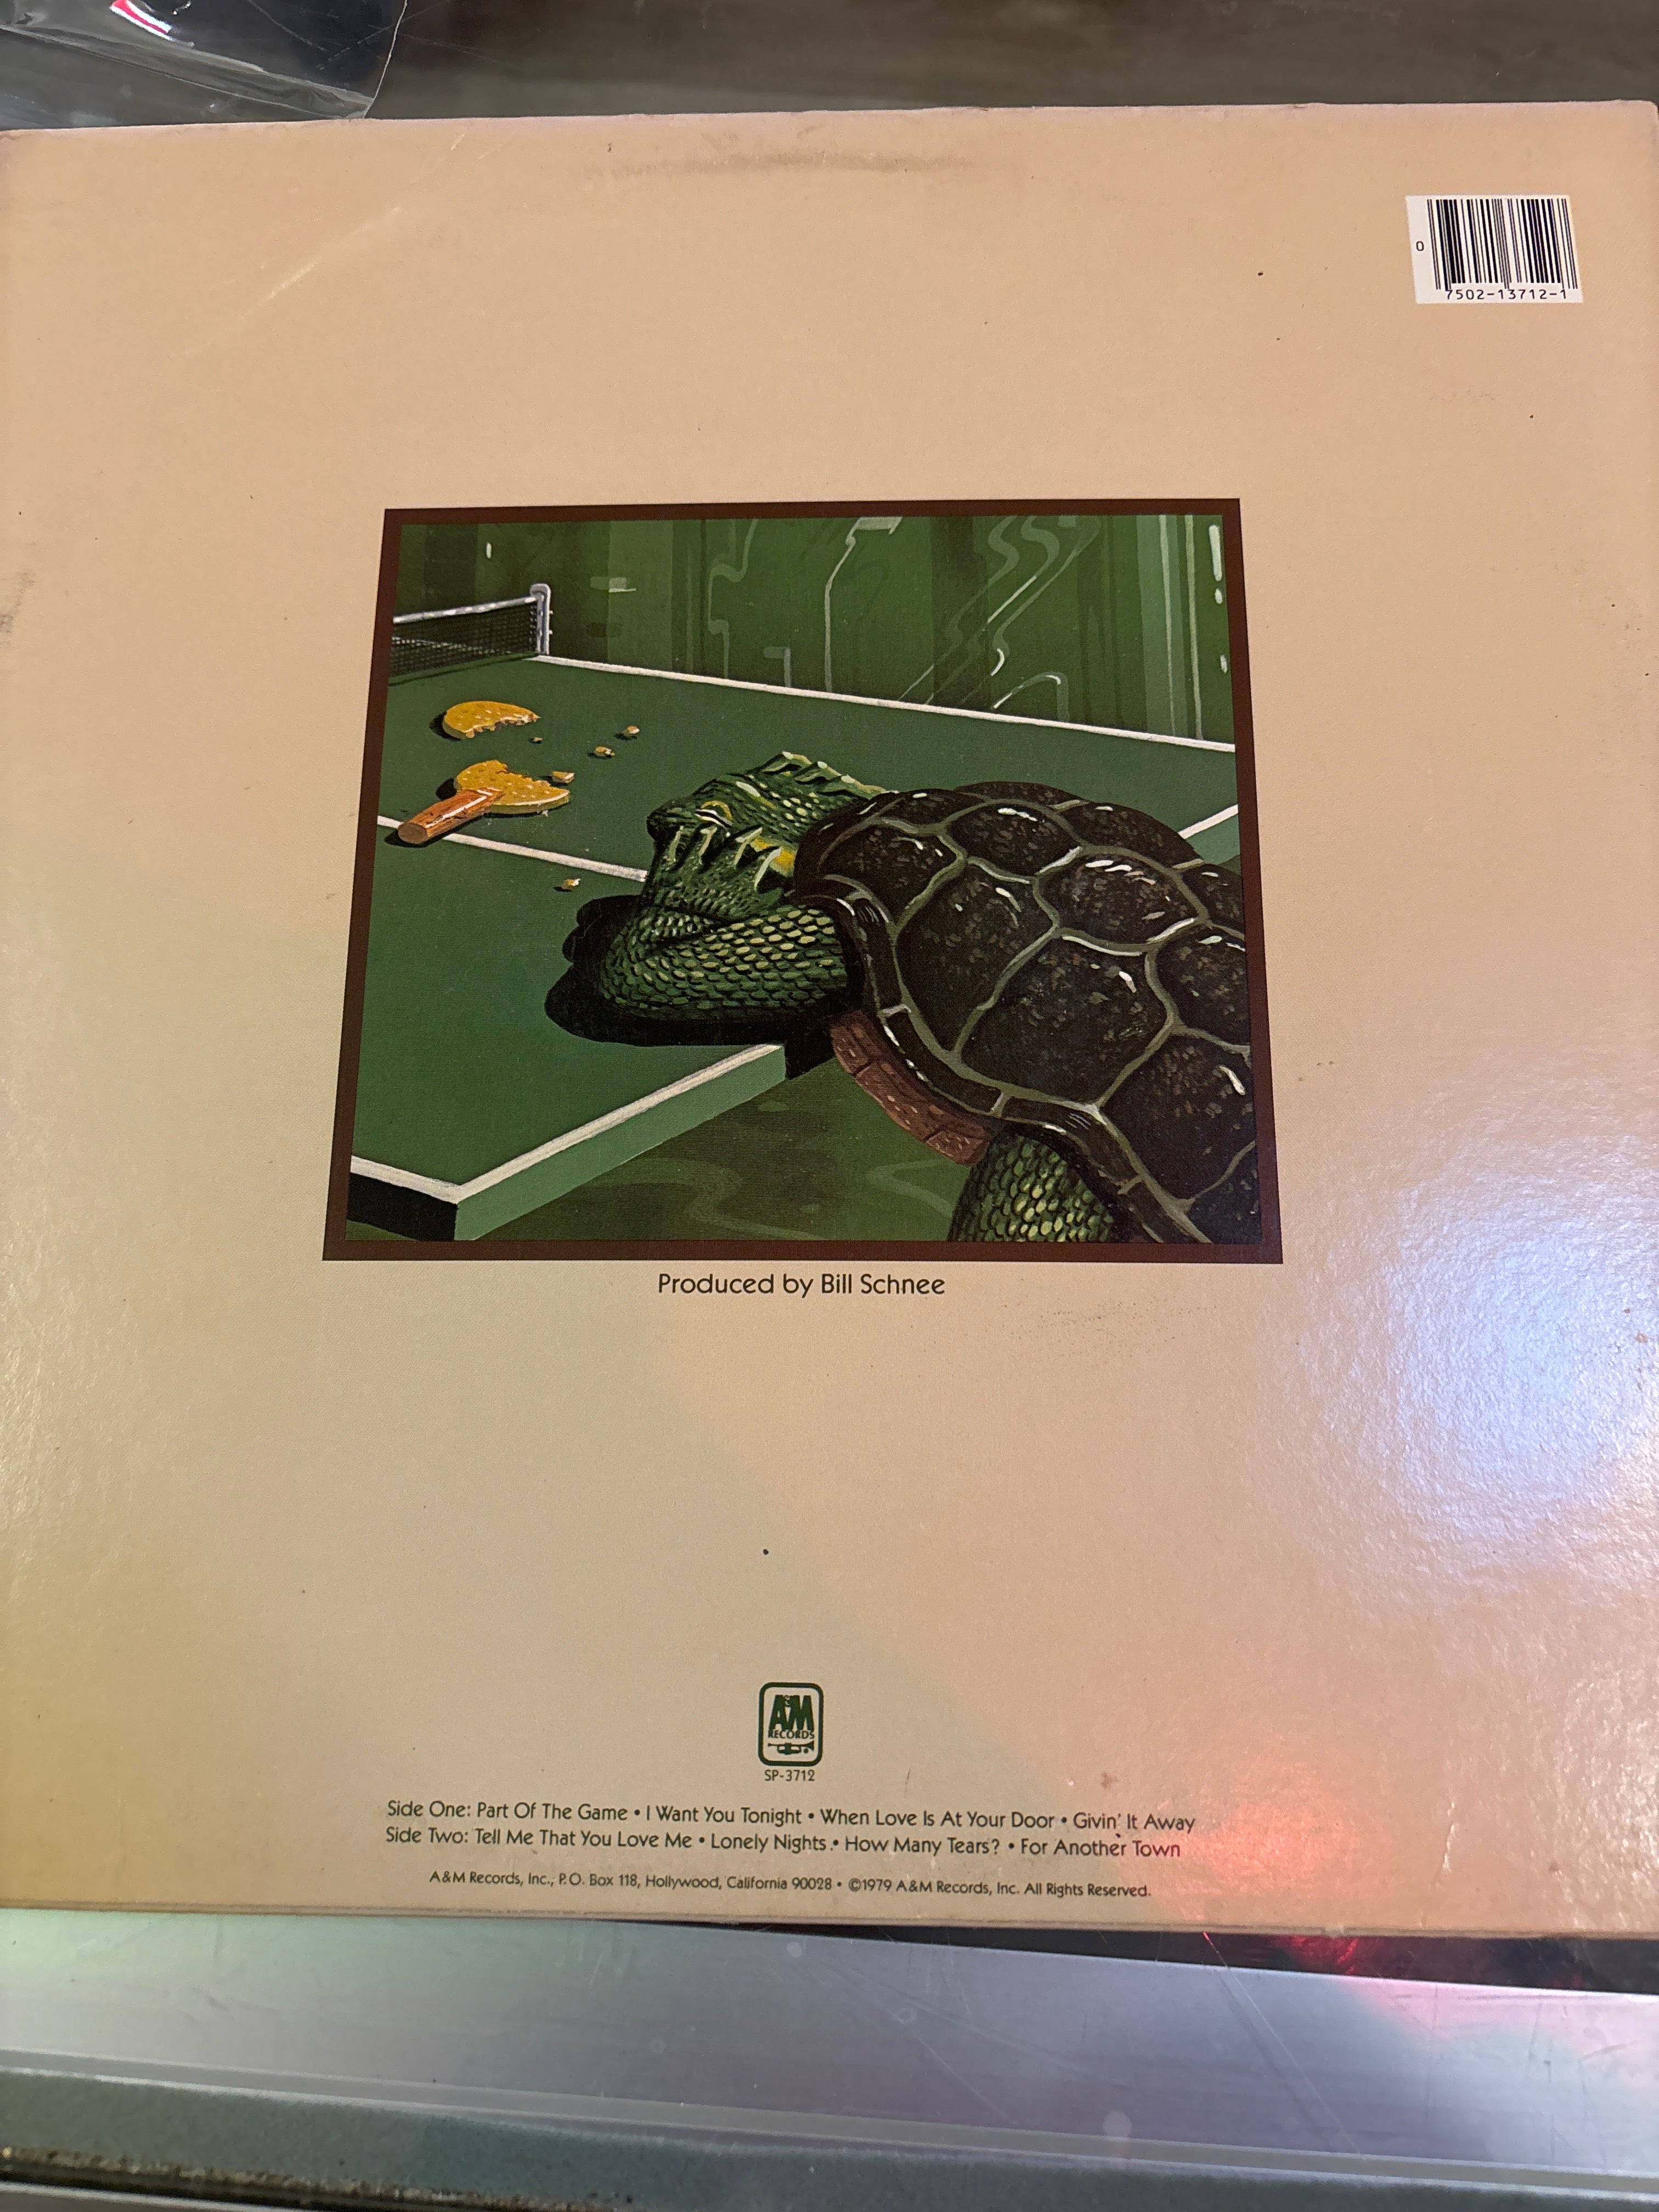 0
7502-13712-1
Produced by Bill Schnee
A&M
RECORDS
SP-3712
Side One: Part Of The Game • I Want You Tonight • When Love Is At Your Door • Givin' It Away
Side Two: Tell Me That You Love Me • Lonely Nights • How Many Tears? • For Another Town
A&M Records, Inc., P.O. Box 118, Hollywood, California 90028 • ©1979 A&M Records, Inc. All Rights Reserved.